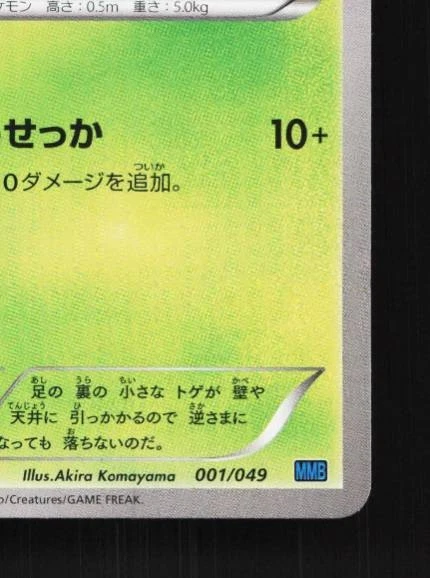 ケモン 高さ：0.5m 重さ：5.0kg
せっか 10+
0ダメージを追加。
足の 裏の 小さな トゲが 壁や
天井に 引っかかるので 逆さまに
なっても 落ちないのだ。
Illus.Akira Komayama 001/049 MMB
o/Creatures/GAME FREAK.